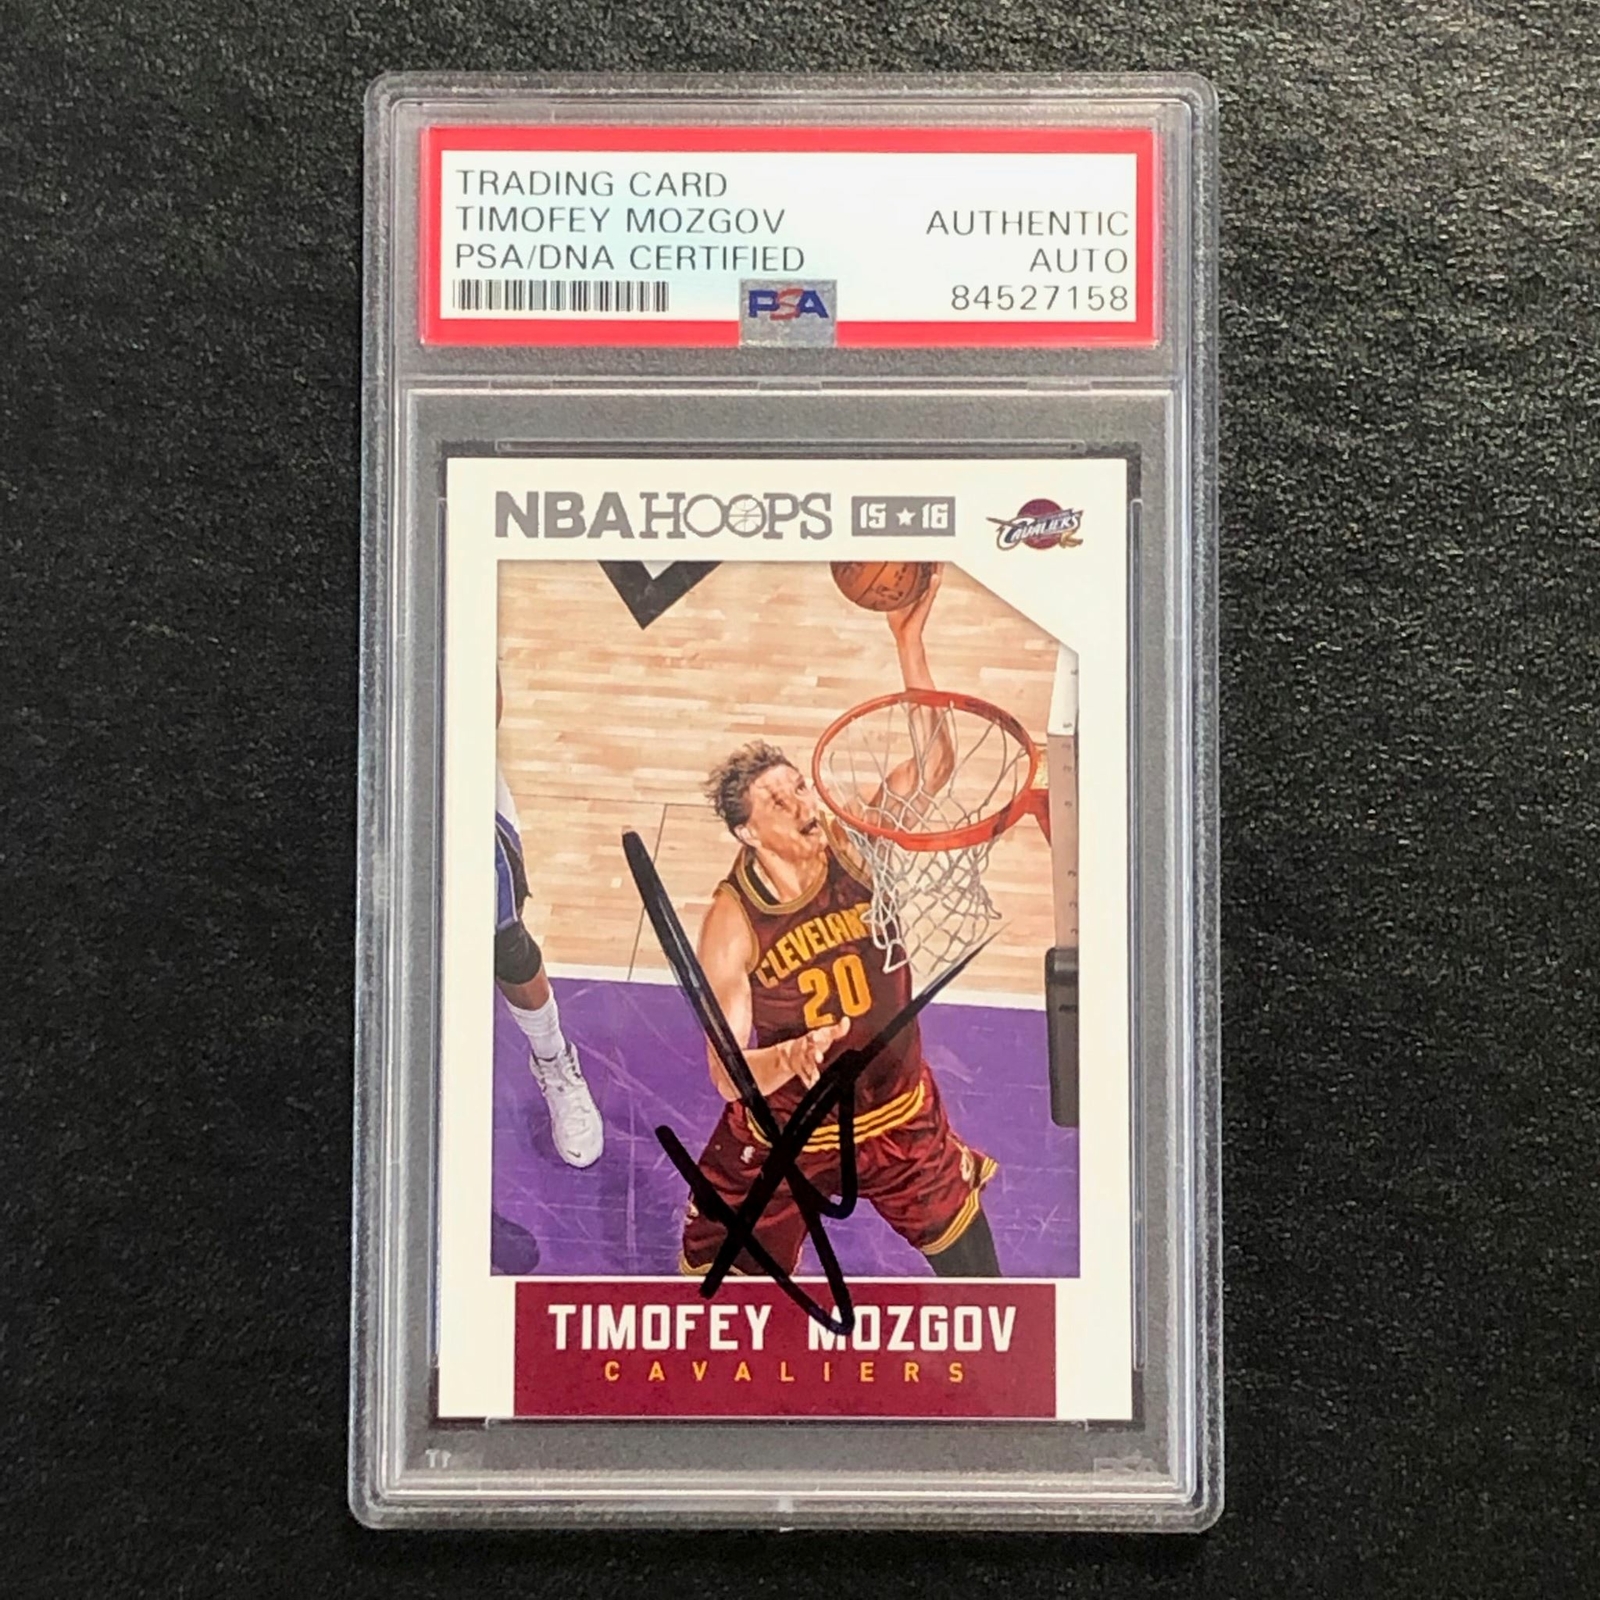 TRADING CARD
TIMOFEY MOZGOV
PSA/DNA CERTIFIED
AUTHENTIC
AUTO
84527158
PSA
NBA HOOPS 15★16
CAVALIERS
CLEVELAND
20
TIMOFEY MOZGOV
CAVALIERS